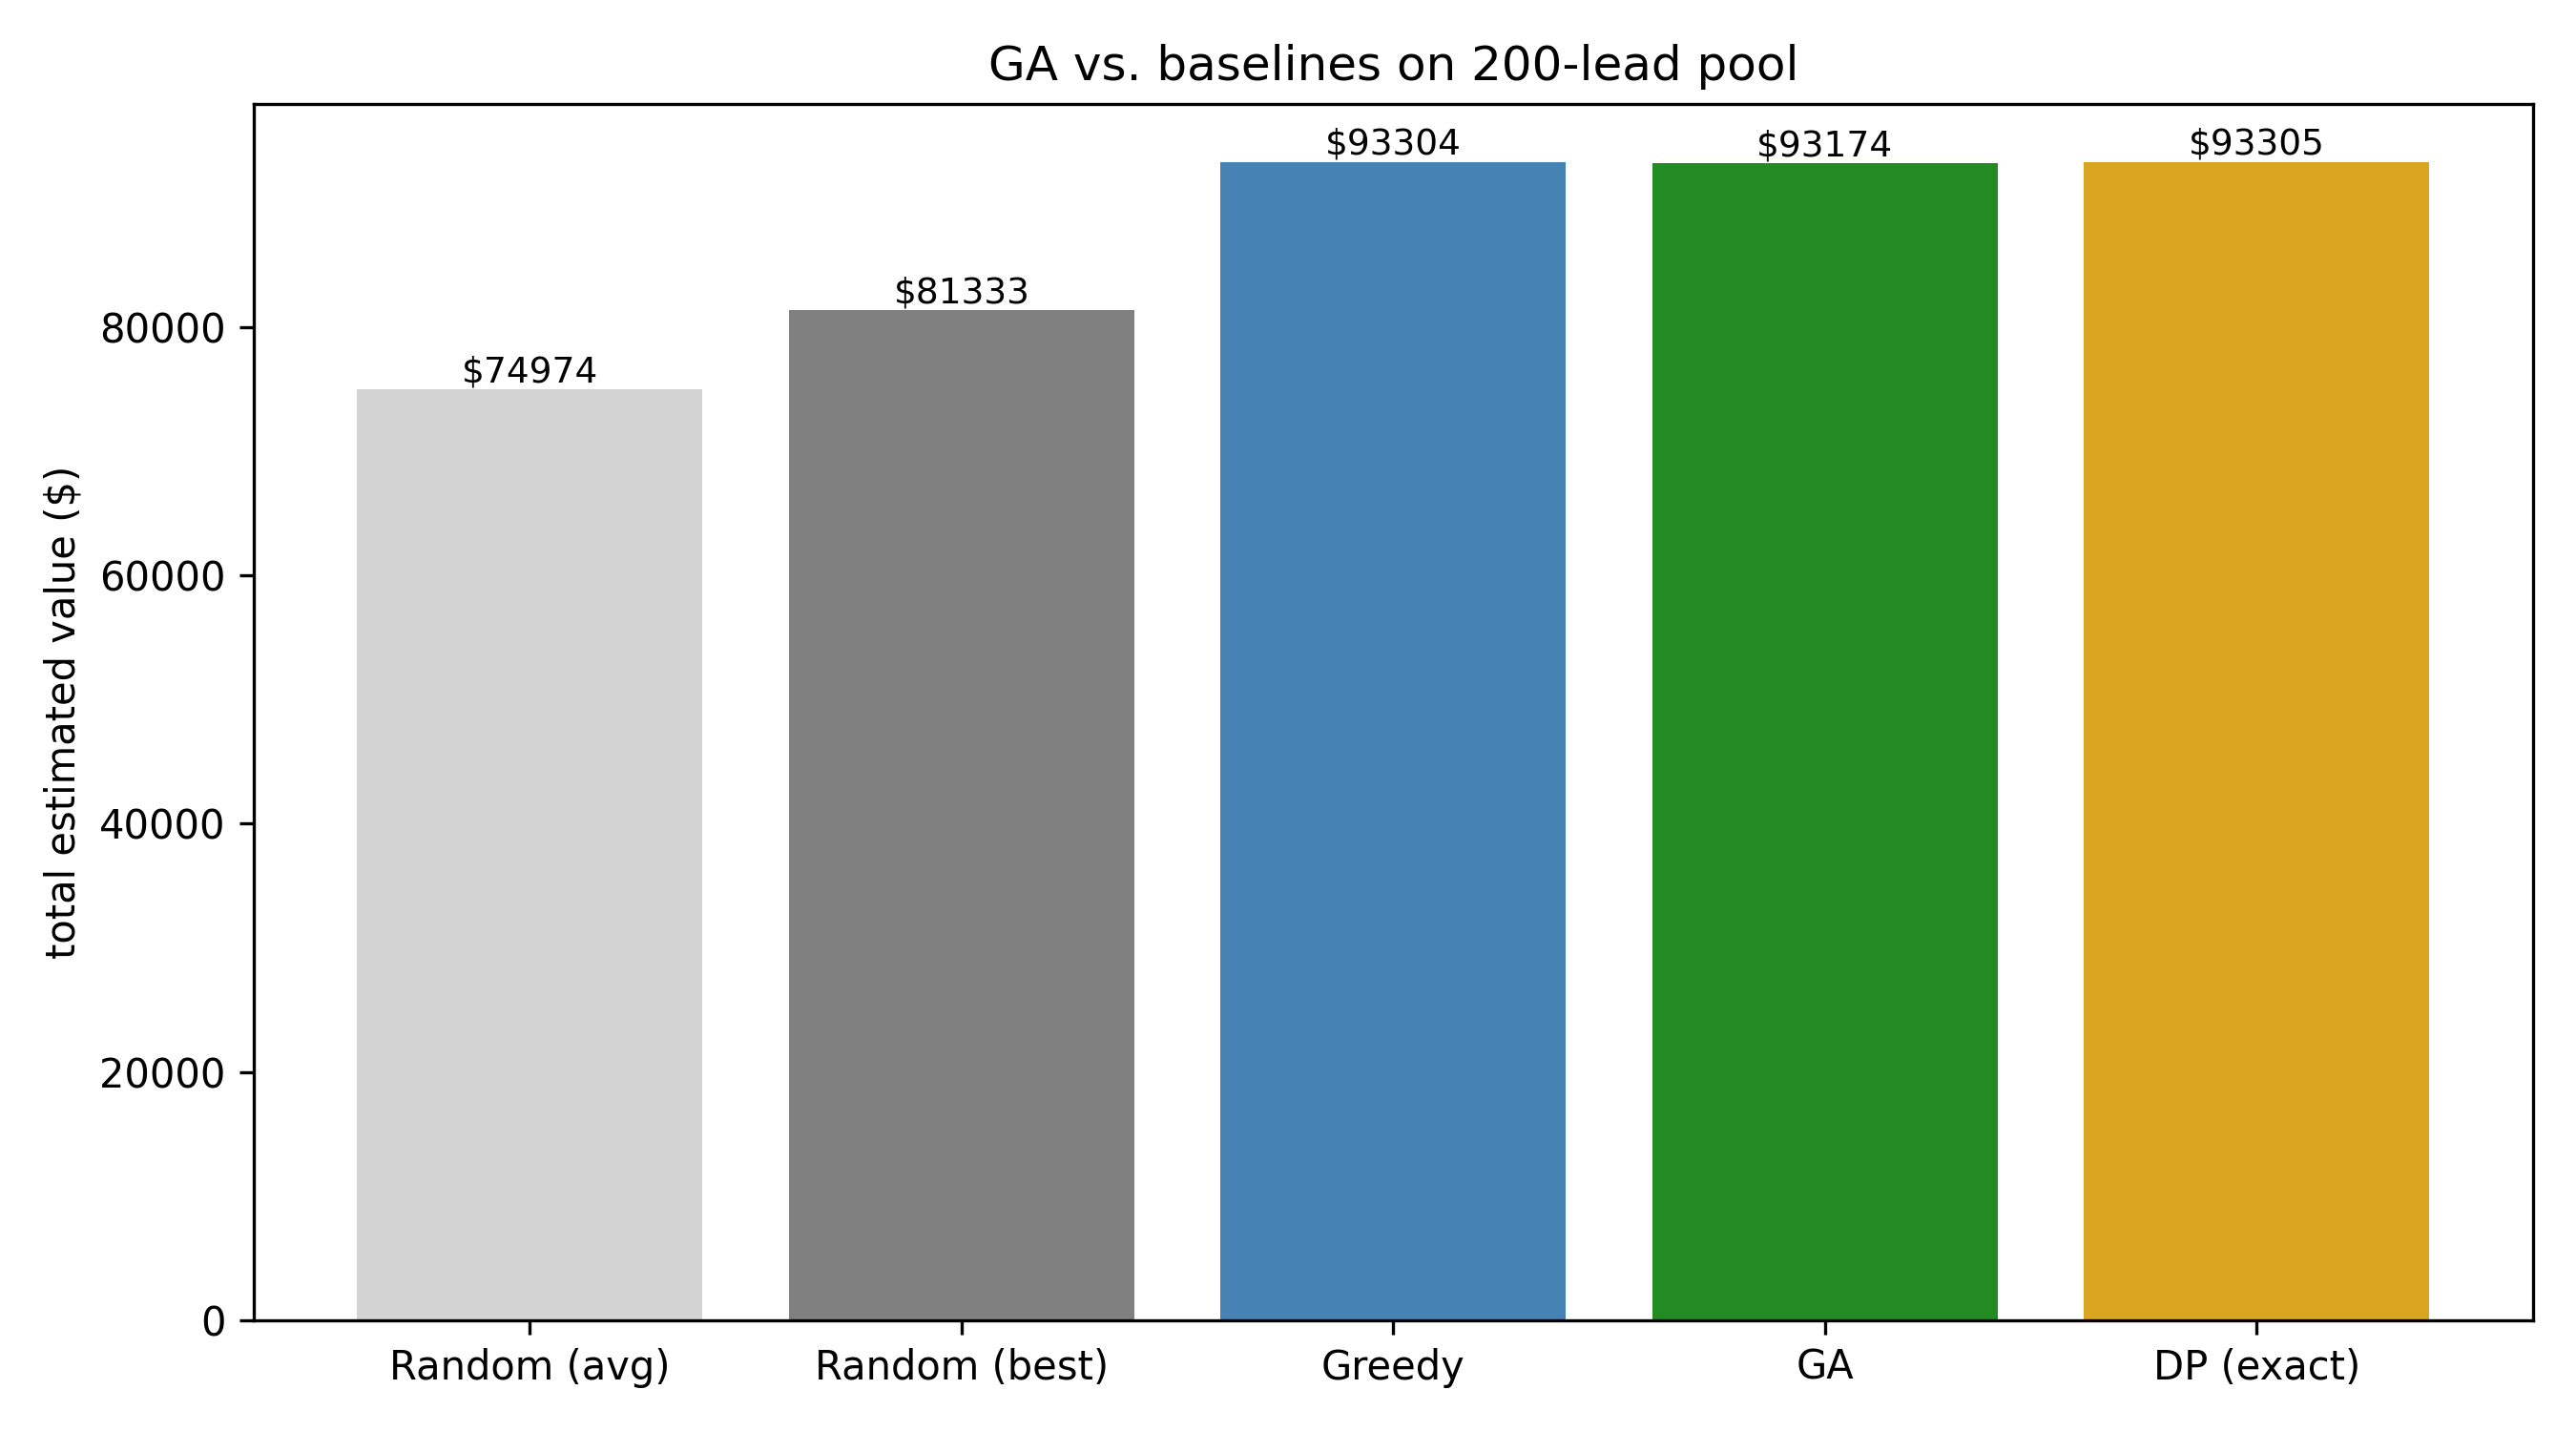 GA vs. baselines on 200-lead pool
total estimated value ($)
80000
60000
40000
20000
0
$74974
$81333
$93304
$93174
$93305
Random (avg)
Random (best)
Greedy
GA
DP (exact)